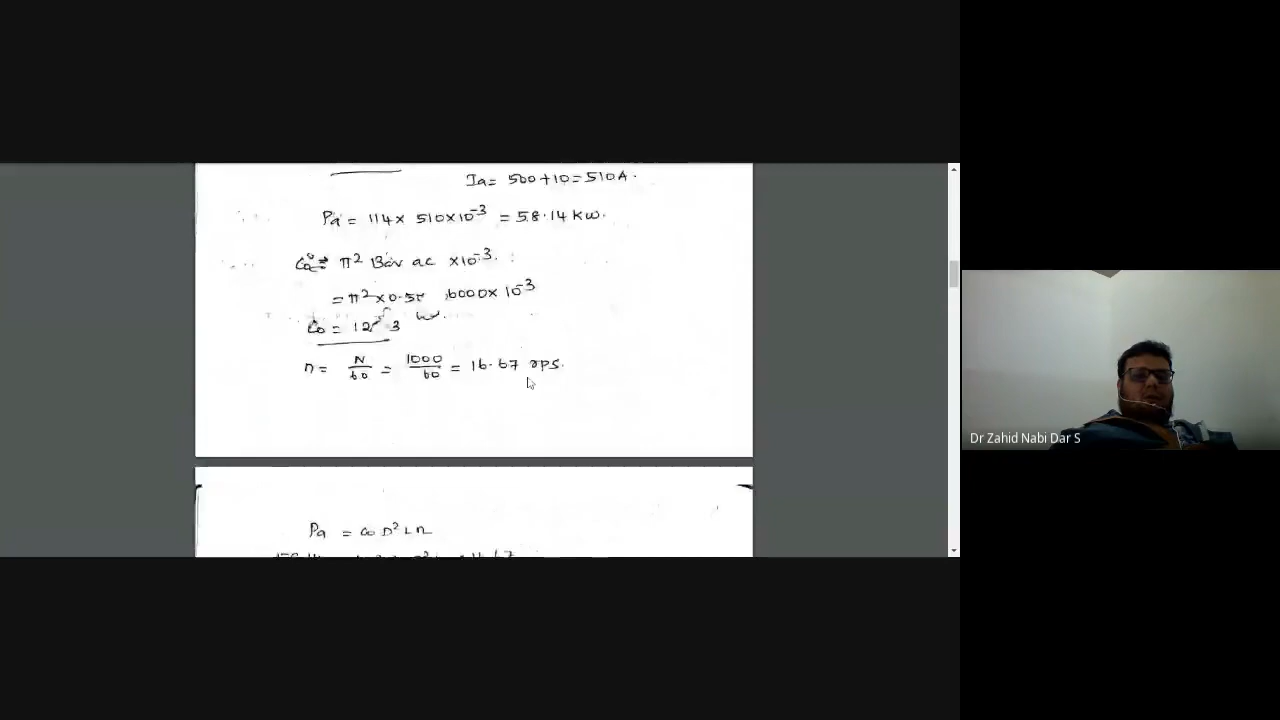 Ia= 500+10=510A.
Pa = 114× 510×10⁻³ = 58.14 kw.
Co ⇒ π² Bav ac ×10⁻³.
= π² × 0.5 6000× 10⁻³
Co = 12 3
n = N/60 = 1000/60 = 16.67 rps.
Pa = Co D² L n
Dr Zahid Nabi Dar S